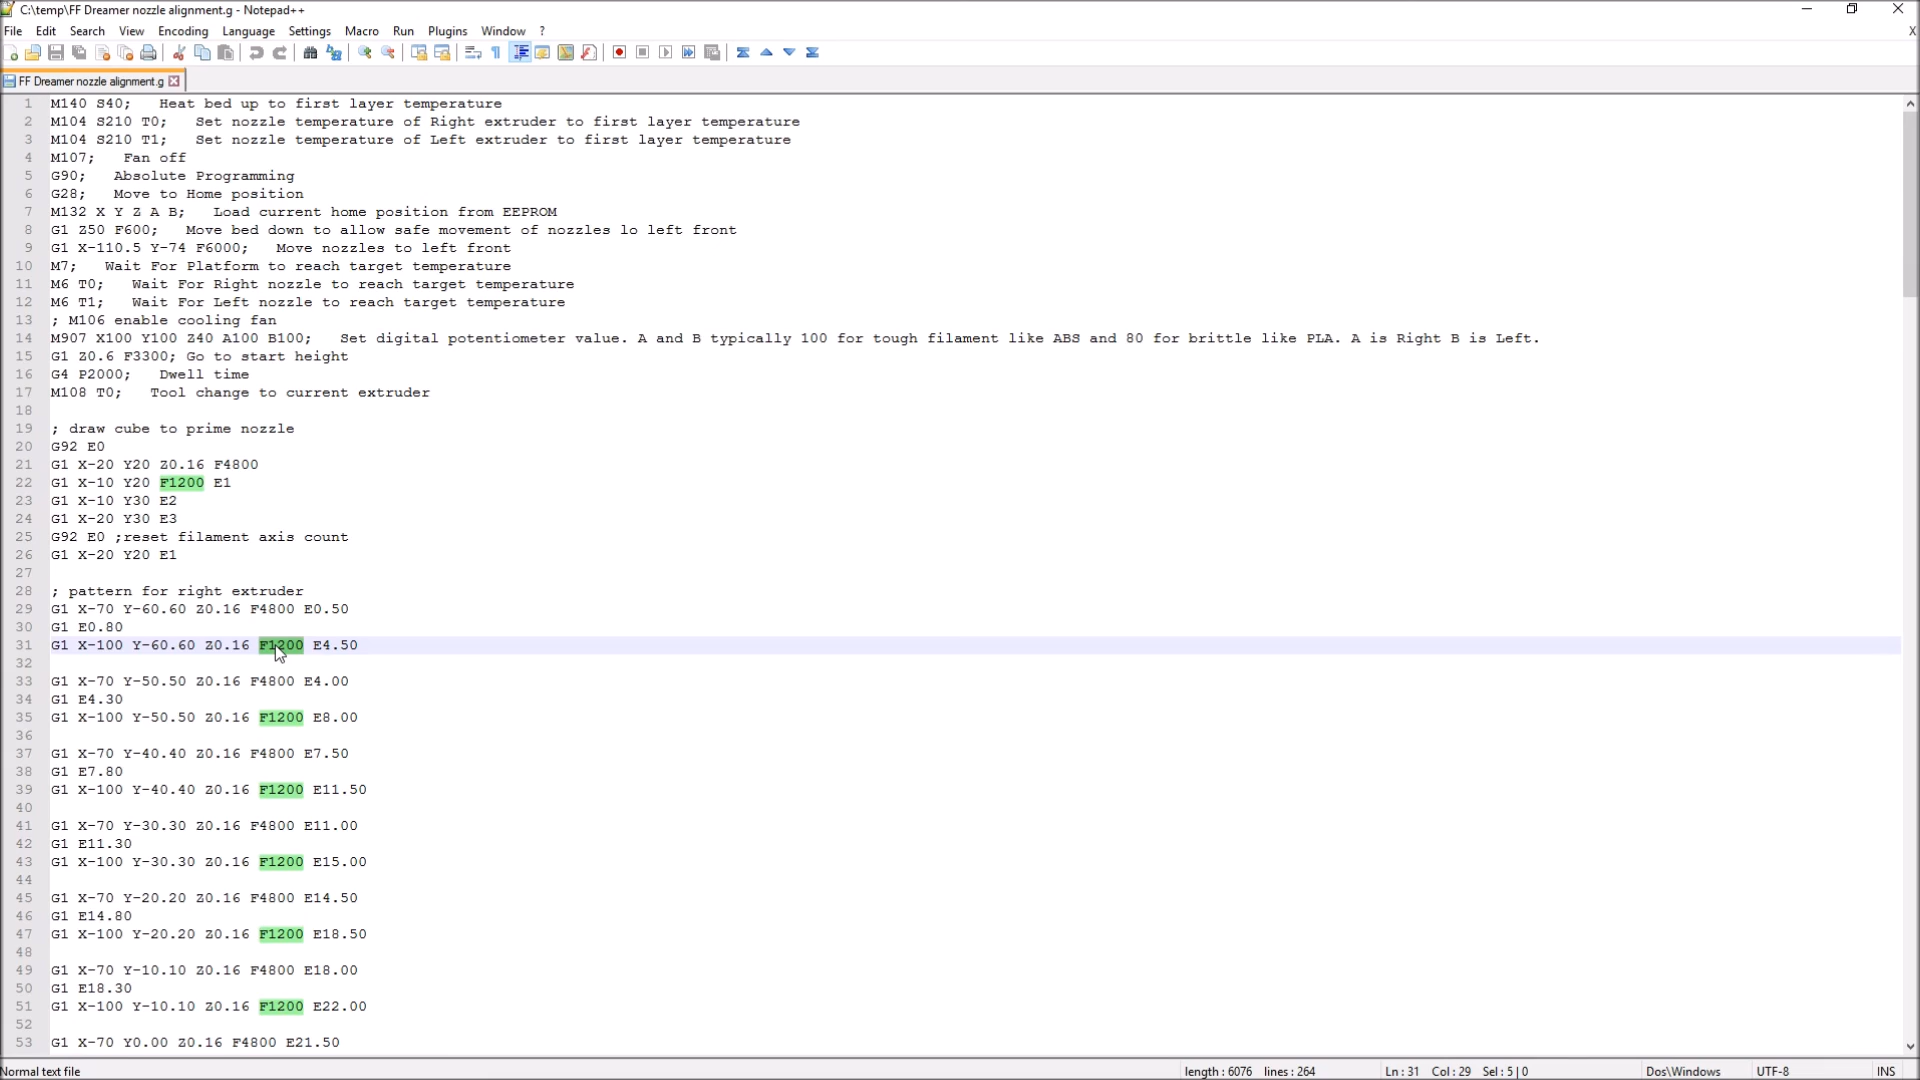 C:\temp\FF Dreamer nozzle alignment.g - Notepad++
File Edit Search View Encoding Language Settings Macro Run Plugins Window ? X
FF Dreamer nozzle alignment.g
1 M140 S40; Heat bed up to first layer temperature
2 M104 S210 T0; Set nozzle temperature of Right extruder to first layer temperature
3 M104 S210 T1; Set nozzle temperature of Left extruder to first layer temperature
4 M107; Fan off
5 G90; Absolute Programming
6 G28; Move to Home position
7 M132 X Y Z A B; Load current home position from EEPROM
8 G1 Z50 F600; Move bed down to allow safe movement of nozzles lo left front
9 G1 X-110.5 Y-74 F6000; Move nozzles to left front
10 M7; Wait For Platform to reach target temperature
11 M6 T0; Wait For Right nozzle to reach target temperature
12 M6 T1; Wait For Left nozzle to reach target temperature
13 ; M106 enable cooling fan
14 M907 X100 Y100 Z40 A100 B100; Set digital potentiometer value. A and B typically 100 for tough filament like ABS and 80 for brittle like PLA. A is Right B is Left.
15 G1 Z0.6 F3300; Go to start height
16 G4 P2000; Dwell time
17 M108 T0; Tool change to current extruder
18
19 ; draw cube to prime nozzle
20 G92 E0
21 G1 X-20 Y20 Z0.16 F4800
22 G1 X-10 Y20 F1200 E1
23 G1 X-10 Y30 E2
24 G1 X-20 Y30 E3
25 G92 E0 ;reset filament axis count
26 G1 X-20 Y20 E1
27
28 ; pattern for right extruder
29 G1 X-70 Y-60.60 Z0.16 F4800 E0.50
30 G1 E0.80
31 G1 X-100 Y-60.60 Z0.16 F1200 E4.50
32
33 G1 X-70 Y-50.50 Z0.16 F4800 E4.00
34 G1 E4.30
35 G1 X-100 Y-50.50 Z0.16 F1200 E8.00
36
37 G1 X-70 Y-40.40 Z0.16 F4800 E7.50
38 G1 E7.80
39 G1 X-100 Y-40.40 Z0.16 F1200 E11.50
40
41 G1 X-70 Y-30.30 Z0.16 F4800 E11.00
42 G1 E11.30
43 G1 X-100 Y-30.30 Z0.16 F1200 E15.00
44
45 G1 X-70 Y-20.20 Z0.16 F4800 E14.50
46 G1 E14.80
47 G1 X-100 Y-20.20 Z0.16 F1200 E18.50
48
49 G1 X-70 Y-10.10 Z0.16 F4800 E18.00
50 G1 E18.30
51 G1 X-100 Y-10.10 Z0.16 F1200 E22.00
52
53 G1 X-70 Y0.00 Z0.16 F4800 E21.50
Normal text file length : 6076 lines : 264 Ln : 31 Col : 29 Sel : 5 | 0 Dos\Windows UTF-8 INS